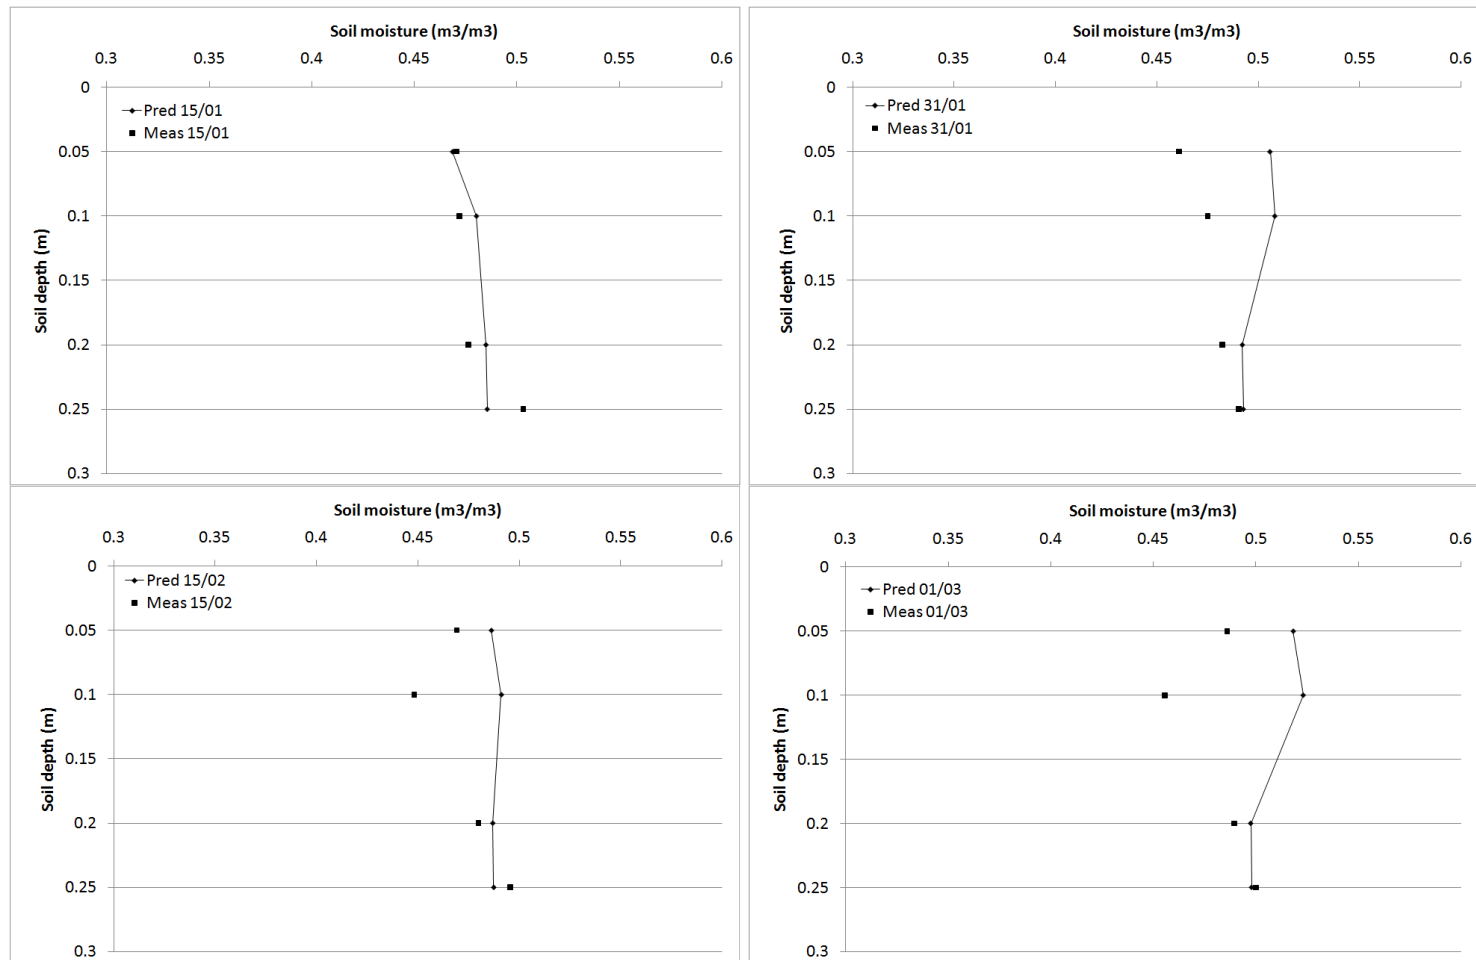 Soil moisture (m3/m3)
0.3 0.35 0.4 0.45 0.5 0.55 0.6
0
Pred 15/01
Meas 15/01
0.05
0.1
0.15
0.2
0.25
0.3
Soil depth (m)
Soil moisture (m3/m3)
0.3 0.35 0.4 0.45 0.5 0.55 0.6
0
Pred 31/01
Meas 31/01
0.05
0.1
0.15
0.2
0.25
0.3
Soil depth (m)
Soil moisture (m3/m3)
0.3 0.35 0.4 0.45 0.5 0.55 0.6
0
Pred 15/02
Meas 15/02
0.05
0.1
0.15
0.2
0.25
0.3
Soil depth (m)
Soil moisture (m3/m3)
0.3 0.35 0.4 0.45 0.5 0.55 0.6
0
Pred 01/03
Meas 01/03
0.05
0.1
0.15
0.2
0.25
0.3
Soil depth (m)